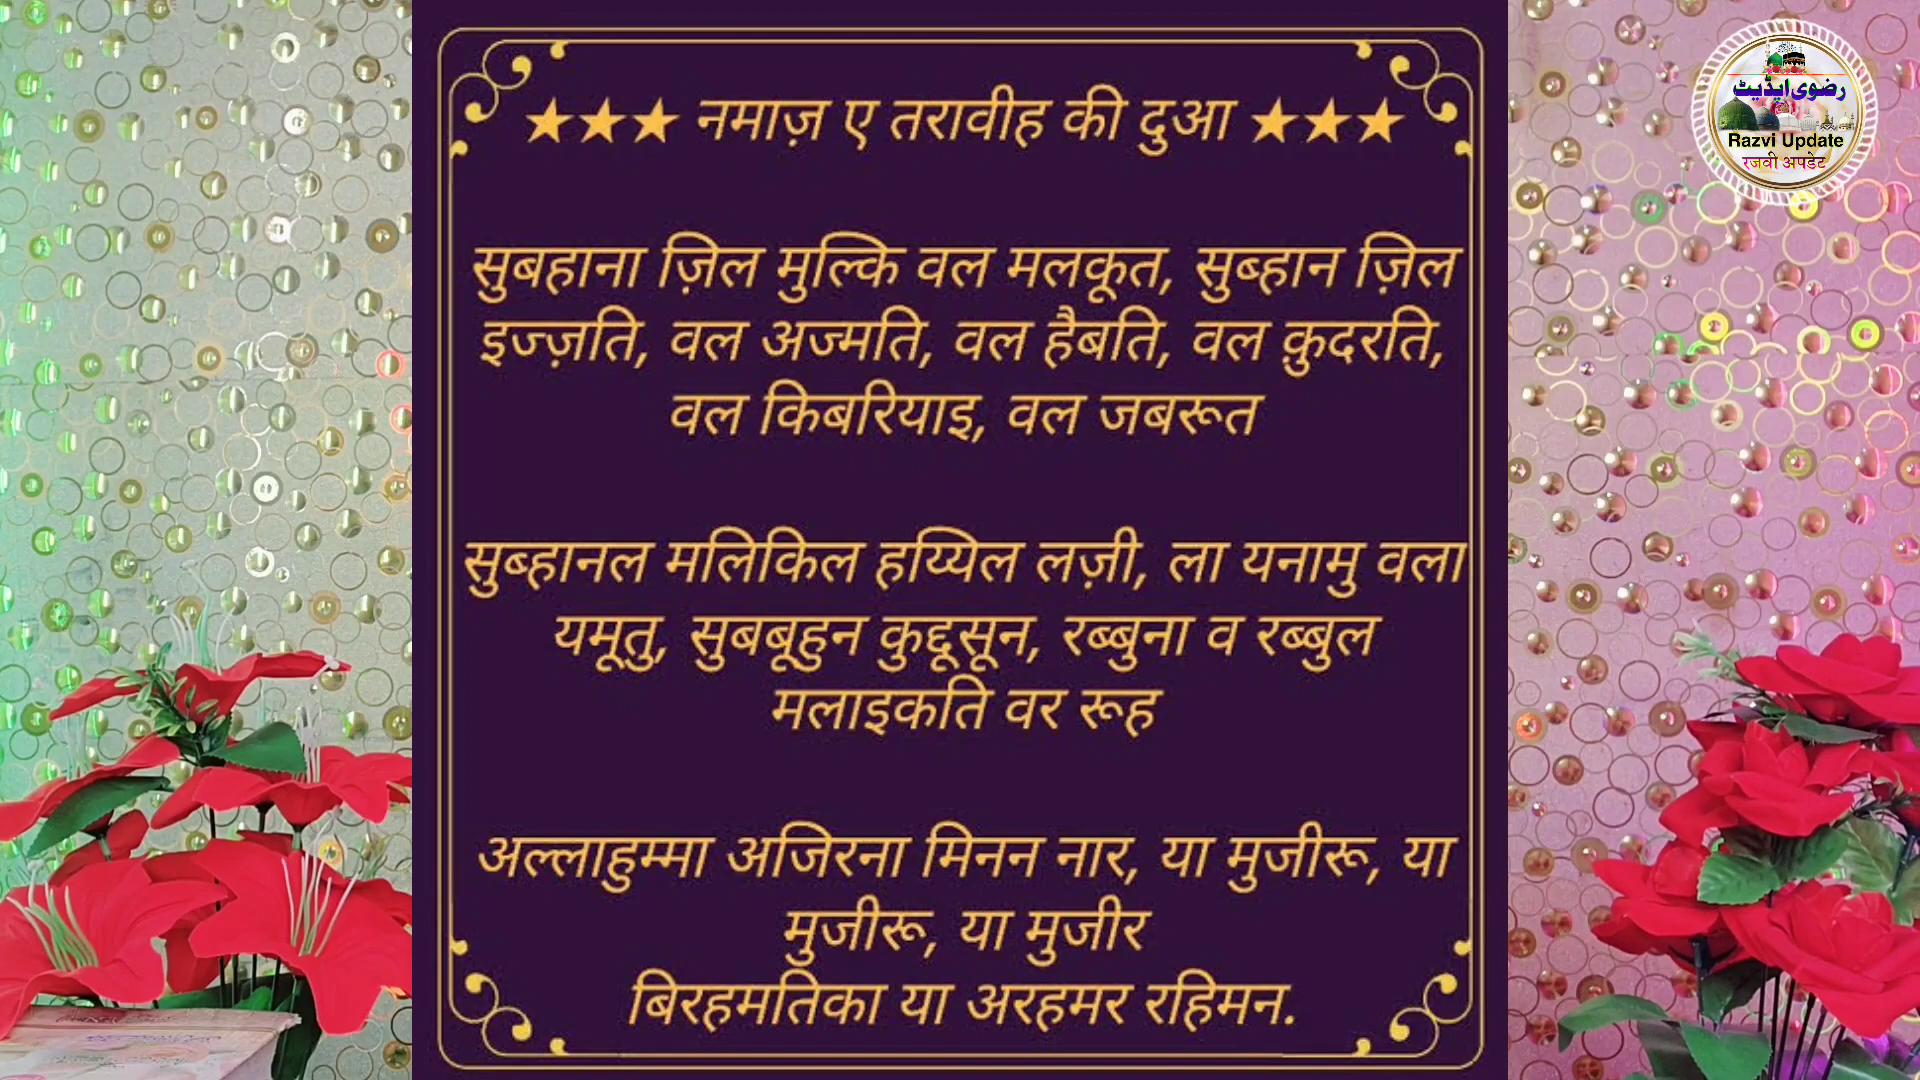 ★★★ नमाज़ ए तरावीह की दुआ ★★★
सुबहाना ज़िल मुल्कि वल मलकूत, सुब्हान ज़िल
इज्ज़ति, वल अज्मति, वल हैबति, वल क़ुदरति,
वल किबरियाइ, वल जबरूत
सुब्हानल मलिकिल हय्यिल लज़ी, ला यनामु वला
यमूतु, सुबबूहुन कुद्दूसून, रब्बुना व रब्बुल
मलाइकति वर रूह
अल्लाहुम्मा अजिरना मिनन नार, या मुजीरू, या
मुजीरू, या मुजीर
बिरहमतिका या अरहमर रहिमन.
رضوی اپڈیٹ
Razvi Update
रजवी अपडेट